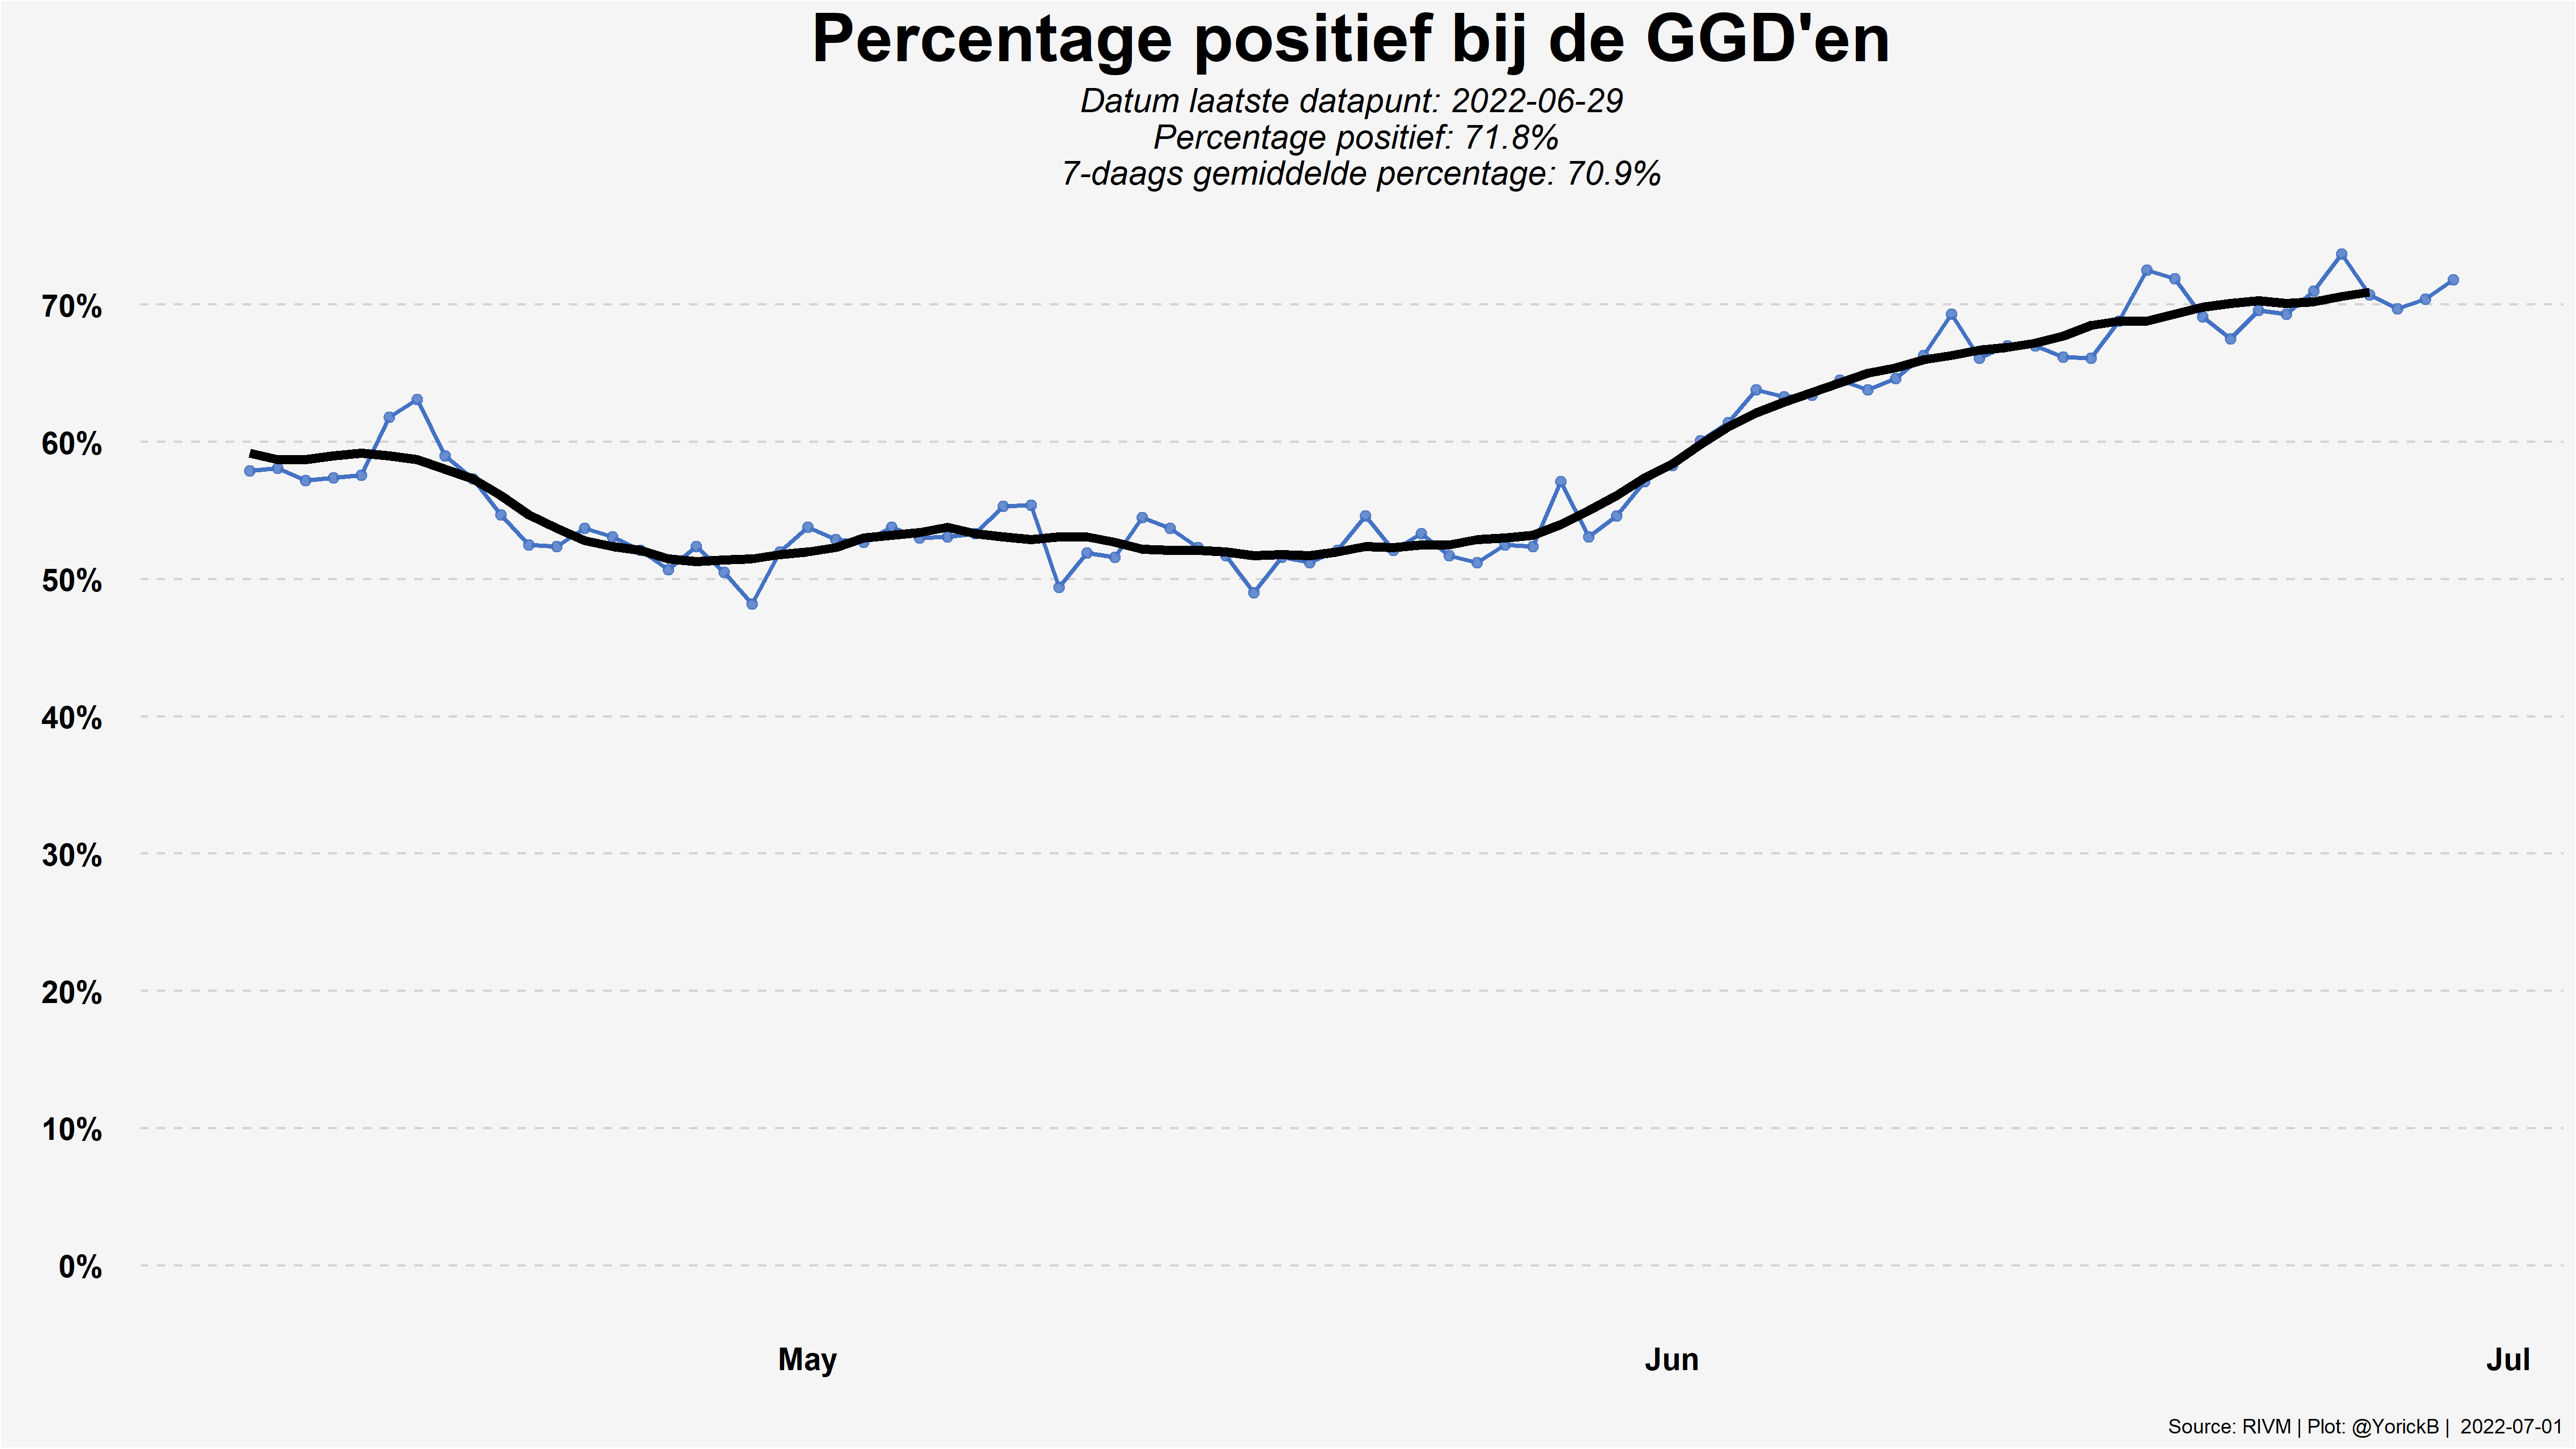 Percentage positief bij de GGD'en
Datum laatste datapunt: 2022-06-29
Percentage positief: 71.8%
7-daags gemiddelde percentage: 70.9%
70%
60%
50%
40%
30%
20%
10%
0%
May
Jun
Jul
Source: RIVM | Plot: @YorickB | 2022-07-01